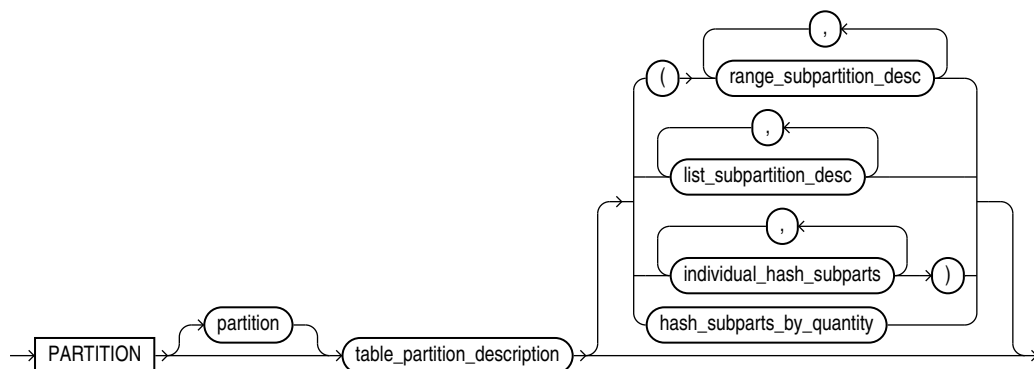 ,
( range_subpartition_desc
,
list_subpartition_desc
,
individual_hash_subparts )
hash_subparts_by_quantity
partition
PARTITION table_partition_description